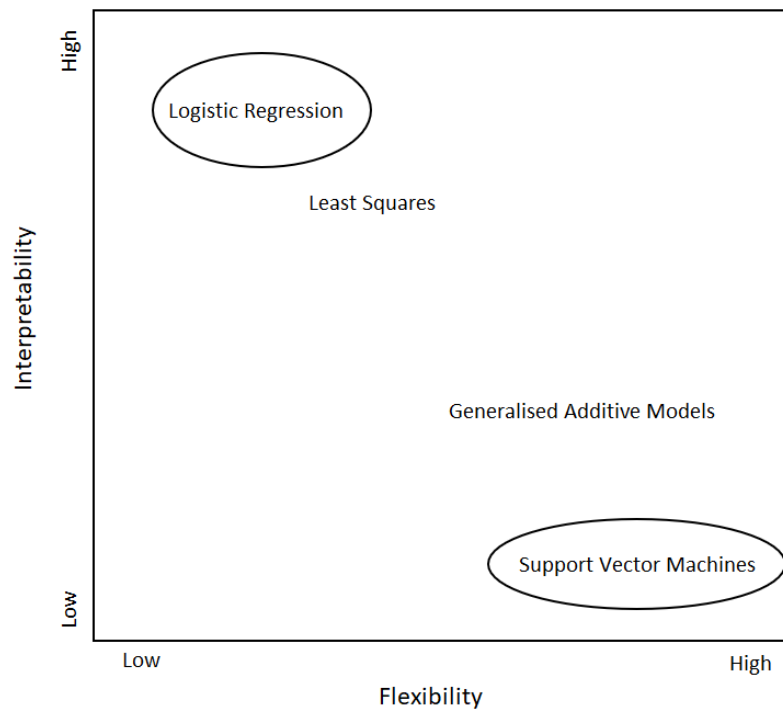 High
Logistic Regression
Least Squares
Interpretability
Generalised Additive Models
Support Vector Machines
Low
Low
High
Flexibility